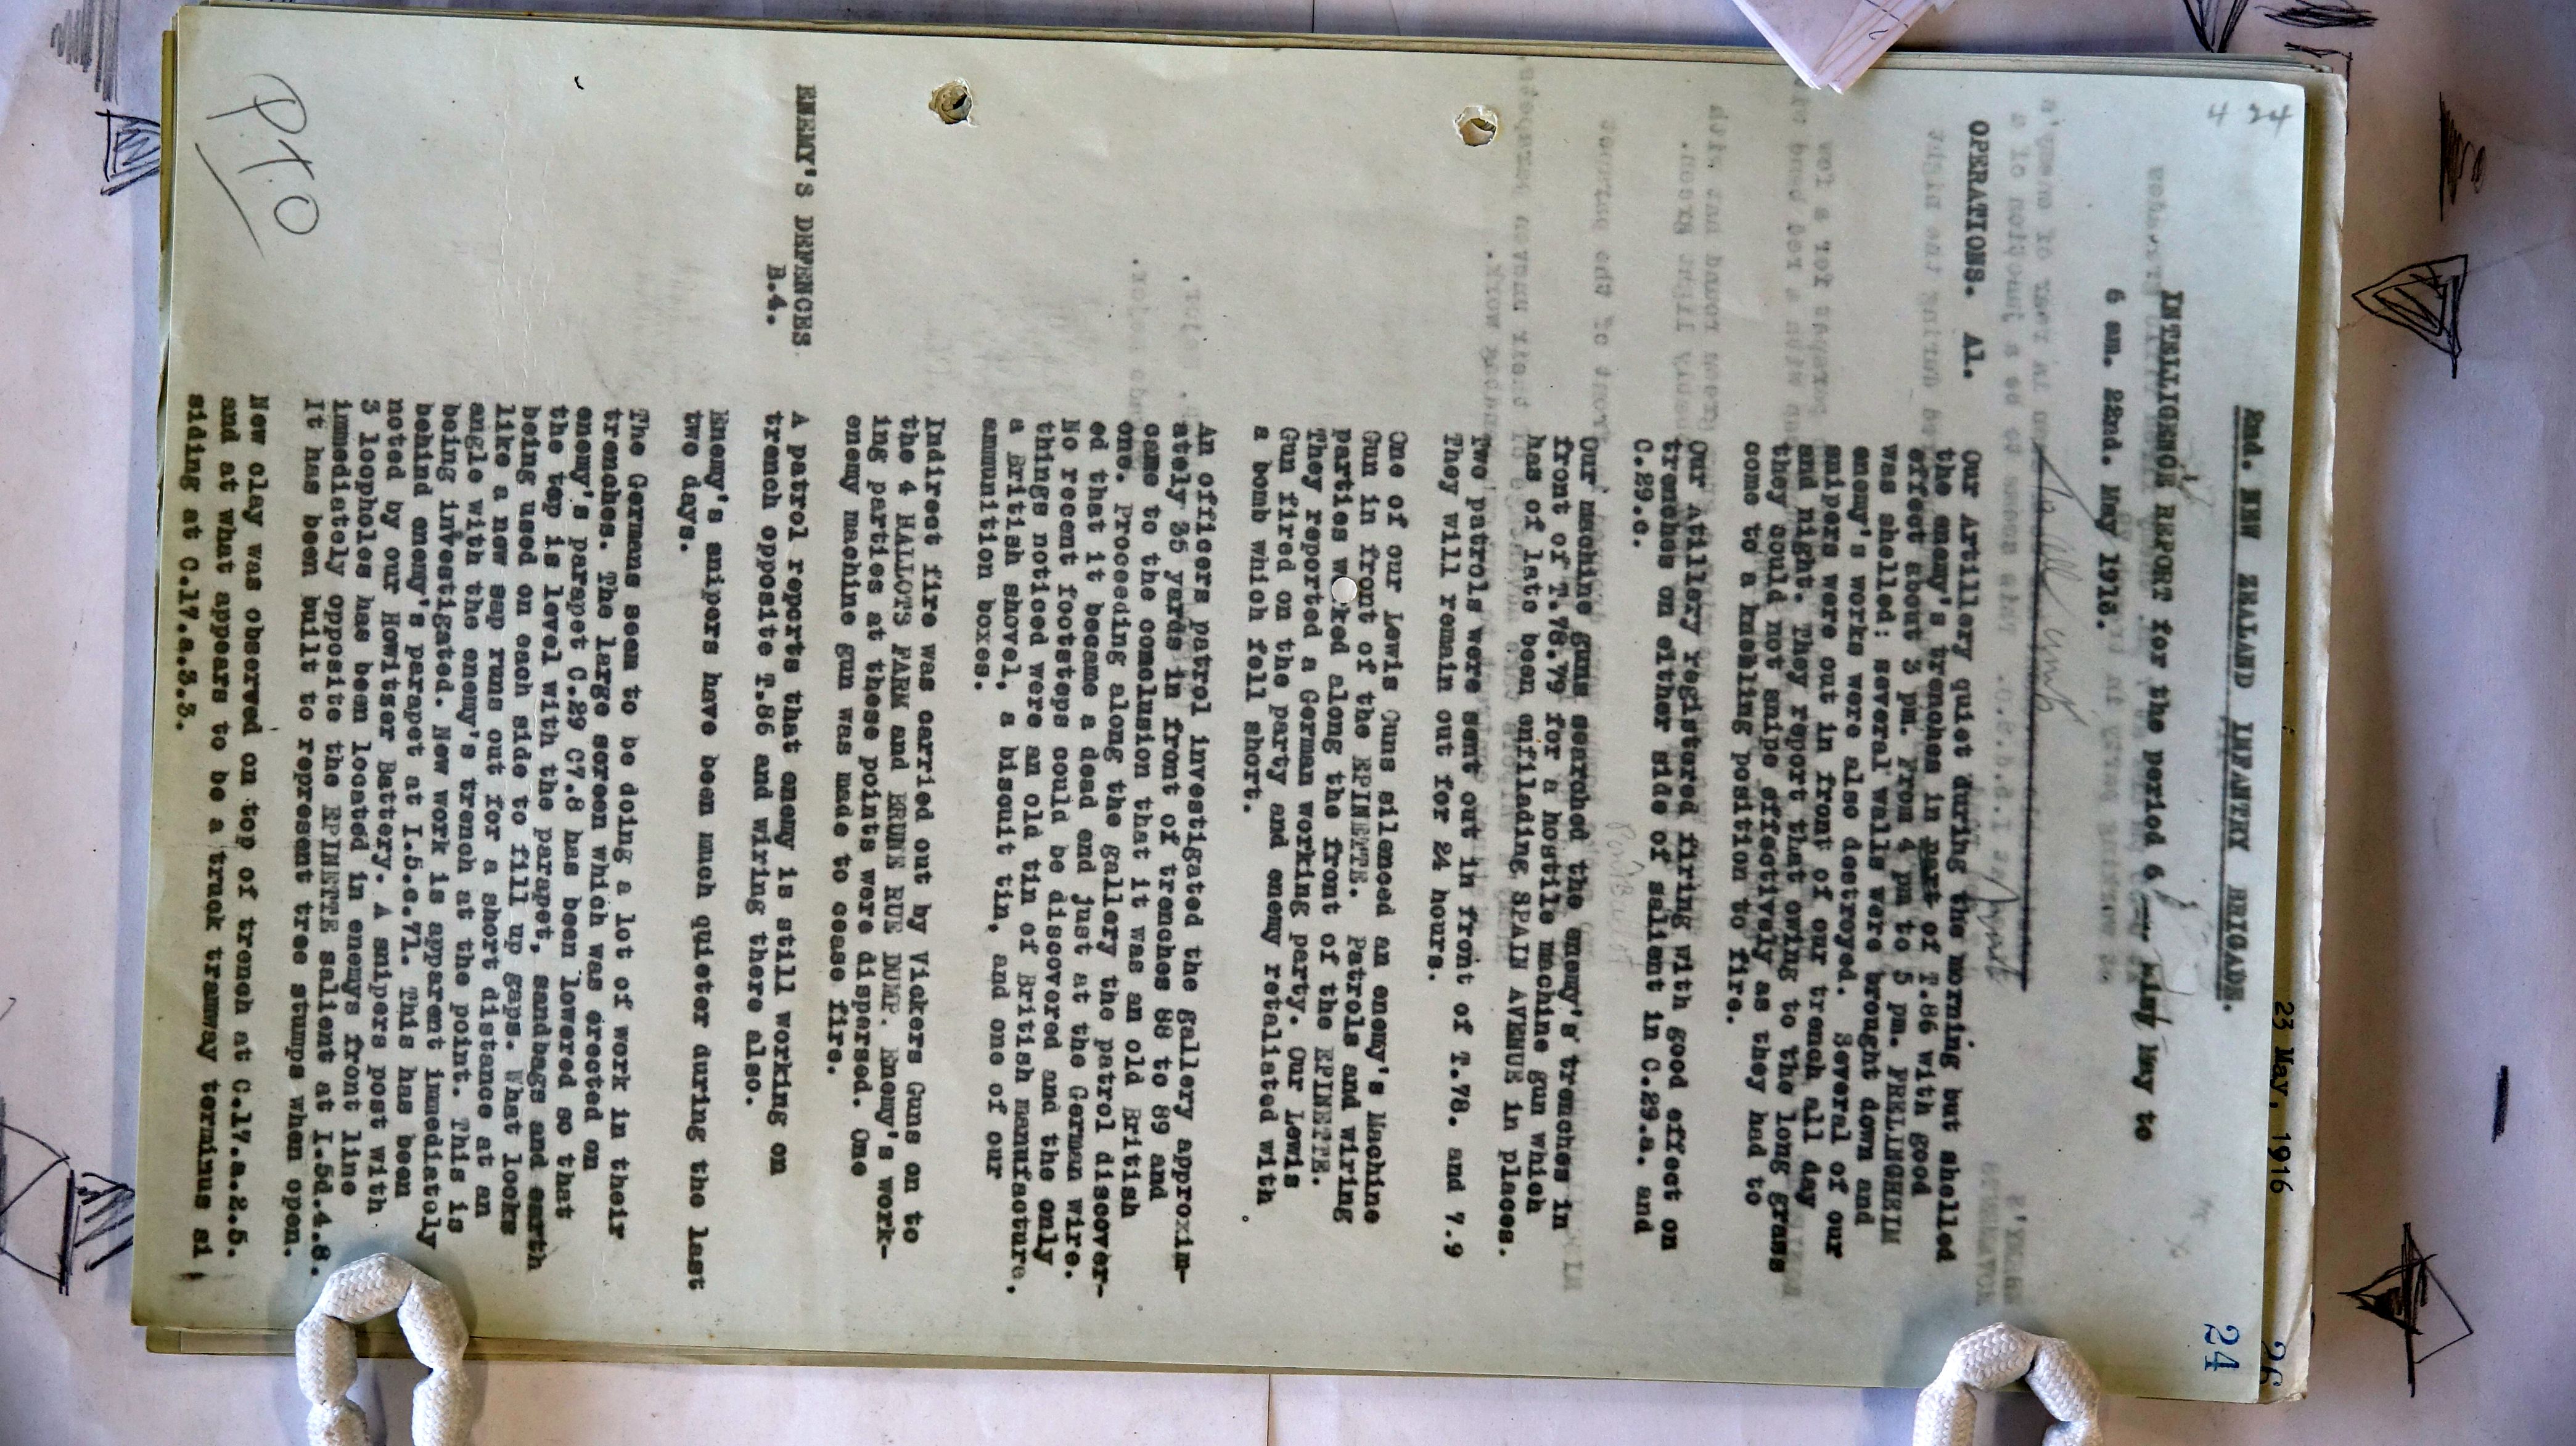 23 May, 1916
26
4 24
24
2nd. NEW ZEALAND INFANTRY BRIGADE.
INTELLIGENCE REPORT for the period 6 May to
6 am. 22nd. May 1916.
OPERATIONS. A1. Our Artillery quiet during the morning but shelled
the enemy's trenches in part of T.86 with good
effect about 3 pm. From 4 pm to 5 pm. FRELINGHEIM
was shelled: several walls were brought down and
enemy's works were also destroyed. Several of our
snipers were out in front of our trench all day
and night. They report that owing to the long grass
they could not snipe effectively as they had to
come to a kneeling position to fire.
Our Atillery registered firing with good effect on
trenches on either side of salient in C.29.a. and
C.29.c.
Our machine guns searched the enemy's trenches in
front of T.78.79 for a hostile machine gun which
has of late been enfilading SPAIN AVENUE in places.
Two patrols were sent out in front of T.78. and 7.9
They will remain out for 24 hours.
One of our Lewis Guns silenced an enemy's Machine
Gun in front of the EPINETTE. Patrols and wiring
parties w ked along the front of the EPINETTE.
They reported a German working party. Our Lewis
Gun fired on the party and enemy retaliated with
a bomb which fell short.
An officers patrol investigated the gallery approxim-
ately 35 yards in front of trenches 88 to 89 and
came to the conclusion that it was an old British
one. Proceeding along the gallery the patrol discover-
ed that it became a dead end just at the German wire.
No recent footsteps could be discovered and the only
things noticed were an old tin of British manufacture,
a British shovel, a biscuit tin, and one of our
ammunition boxes.
Indirect fire was carried out by Vickers Guns on to
the 4 HALLOTS FARM and BRUNE RUE DUMP. Enemy's work-
ing parties at these points were dispersed. One
enemy machine gun was made to cease fire.
ENEMY'S DEFENCES
B.4. A patrol reports that enemy is still working on
trench opposite T.86 and wiring there also.
Enemy's snipers have been much quieter during the last
two days.
The Germans seem to be doing a lot of work in their
trenches. The large screen which was erected on
enemy's parapet C.29 C7.8 has been lowered so that
the top is level with the parapet, sandbags and earth
being used on each side to fill up gaps. What looks
like a new sap runs out for a short distance at an
angle with the enemy's trench at the point. This is
being investigated. New work is apparent immediately
behind enemy's parapet at I.5.c.71. This has been
noted by our Howitzer Battery. A snipers post with
3 loopholes has been located in enemys front line
immediately opposite the EPINETTE salient at I.5d.4.8.
It has been built to represent tree stumps when open.
New clay was observed on top of trench at C.17.a.2.5.
and at what appears to be a truck tramway terminus si
siding at C.17.a.3.3.
PTO